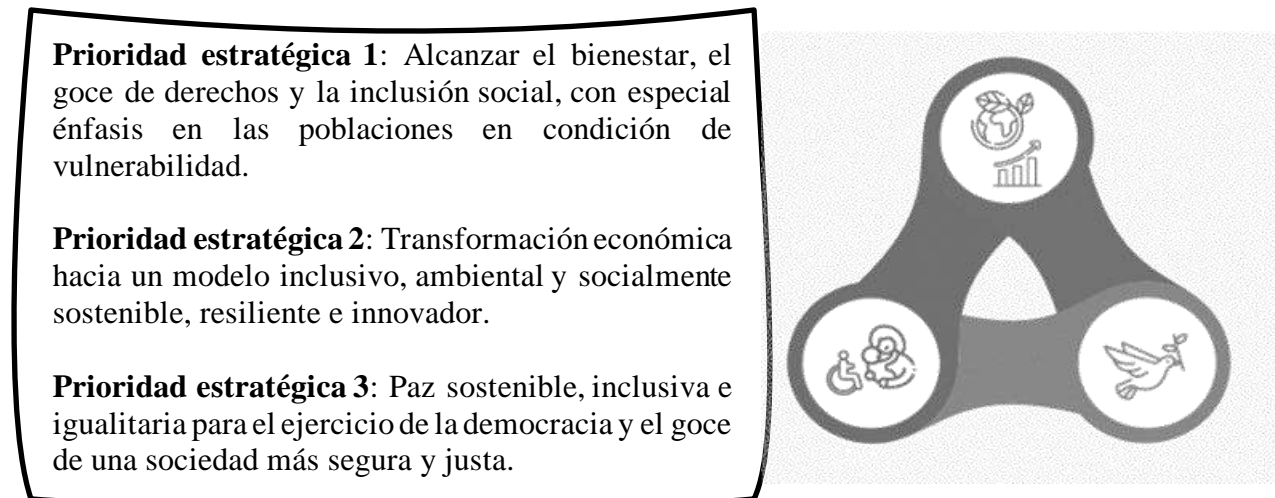 Prioridad estratégica 1: Alcanzar el bienestar, el
goce de derechos y la inclusión social, con especial
énfasis en las poblaciones en condición de
vulnerabilidad.
Prioridad estratégica 2: Transformación económica
hacia un modelo inclusivo, ambiental y socialmente
sostenible, resiliente e innovador.
Prioridad estratégica 3: Paz sostenible, inclusiva e
igualitaria para el ejercicio de la democracia y el goce
de una sociedad más segura y justa.